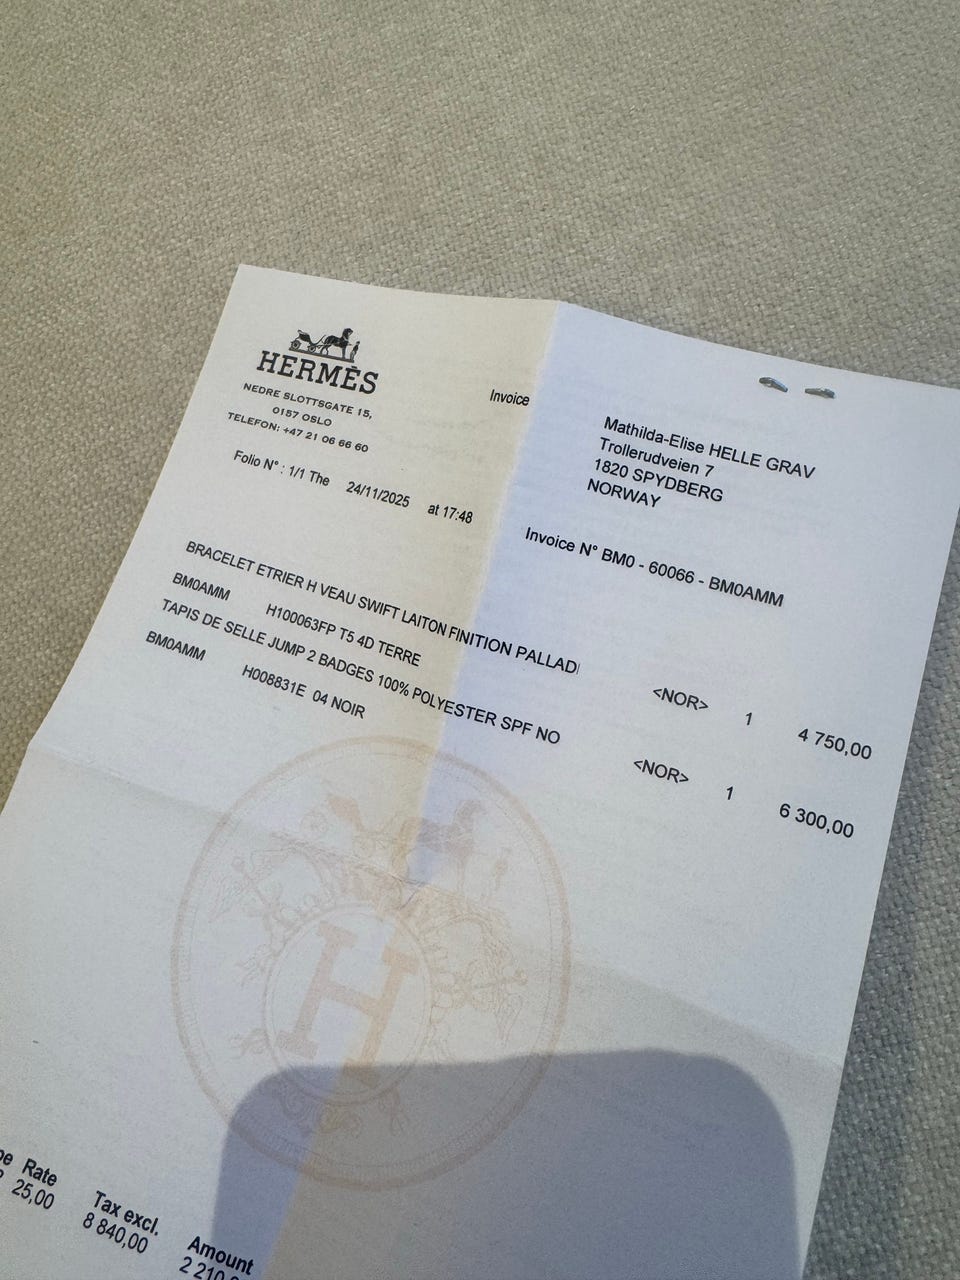 HERMÈS
NEDRE SLOTTSGATE 15,
0157 OSLO
TELEFON: +47 21 06 66 60
Invoice
Folio N° : 1/1 The 24/11/2025 at 17:48
Mathilda-Elise HELLE GRAV
Trollerudveien 7
1820 SPYDBERG
NORWAY
Invoice N° BM0 - 60066 - BM0AMM
BRACELET ETRIER H VEAU SWIFT LAITON FINITION PALLAD
BM0AMM H100063FP T5 4D TERRE <NOR> 1 4 750,00
TAPIS DE SELLE JUMP 2 BADGES 100% POLYESTER SPF NO
BM0AMM H008831E 04 NOIR <NOR> 1 6 300,00
H
Rate Tax excl. Amount
25,00 8 840,00 2 210